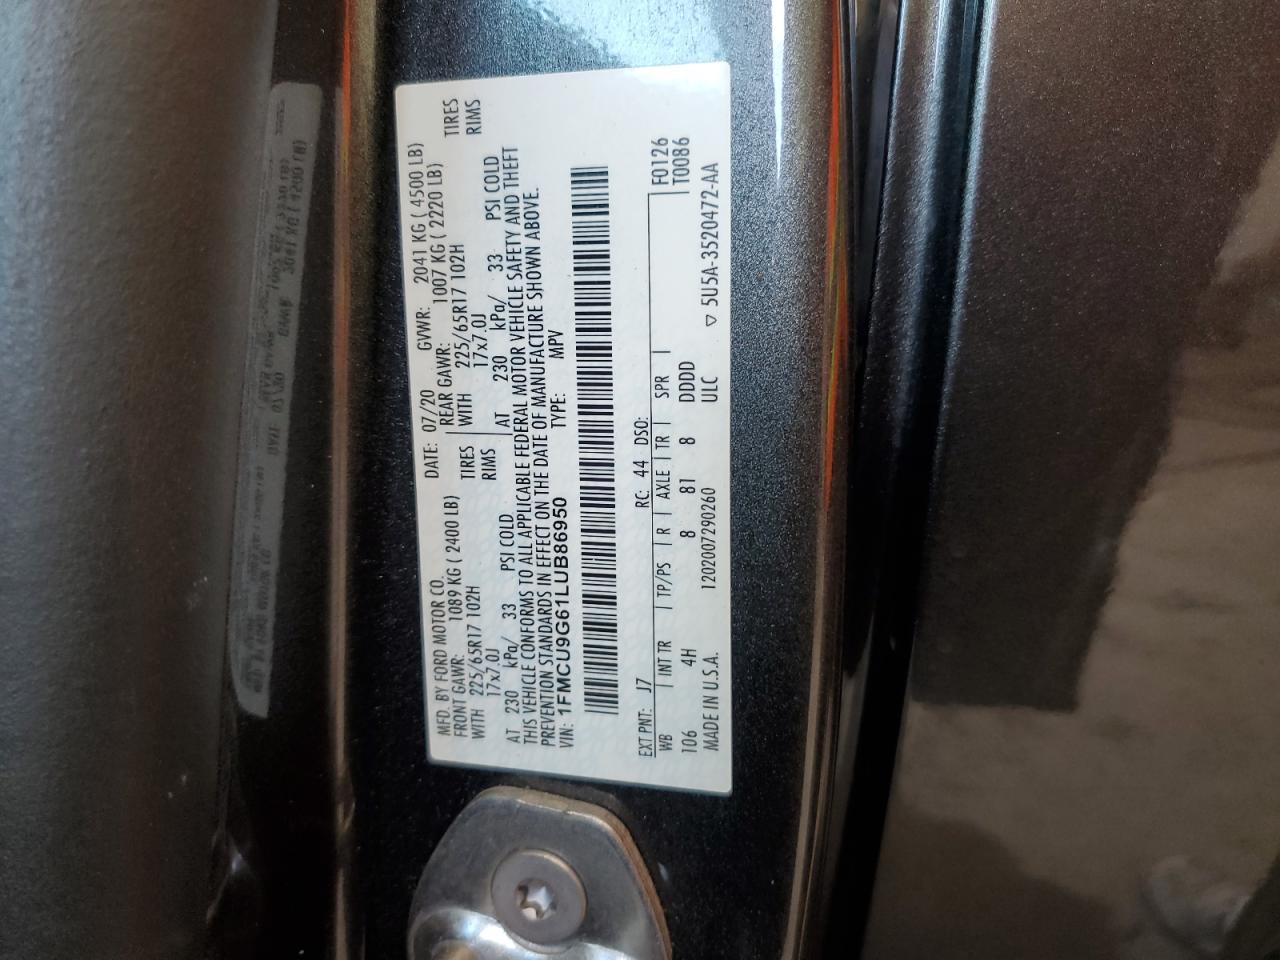 MFD. BY FORD MOTOR CO.
DATE: 07/20 GVWR: 2041 KG ( 4500 LB)
FRONT GAWR: 1089 KG ( 2400 LB) REAR GAWR: 1007 KG ( 2220 LB)
WITH 225/65R17 102H TIRES WITH 225/65R17 102H TIRES
17x7.0J RIMS 17x7.0J RIMS
AT 230 kPa/ 33 PSI COLD AT 230 kPa/ 33 PSI COLD
THIS VEHICLE CONFORMS TO ALL APPLICABLE FEDERAL MOTOR VEHICLE SAFETY AND THEFT
PREVENTION STANDARDS IN EFFECT ON THE DATE OF MANUFACTURE SHOWN ABOVE.
VIN: 1FMCU9G61LUB86950 TYPE: MPV
EXT PNT: J7 RC: 44 DSO: F0126
WB INT TR TP/PS R AXLE TR SPR T0086
106 4H 8 81 8 DDDD
MADE IN U.S.A. 1202007290260 ULC ▽ 5U5A-3520472-AA